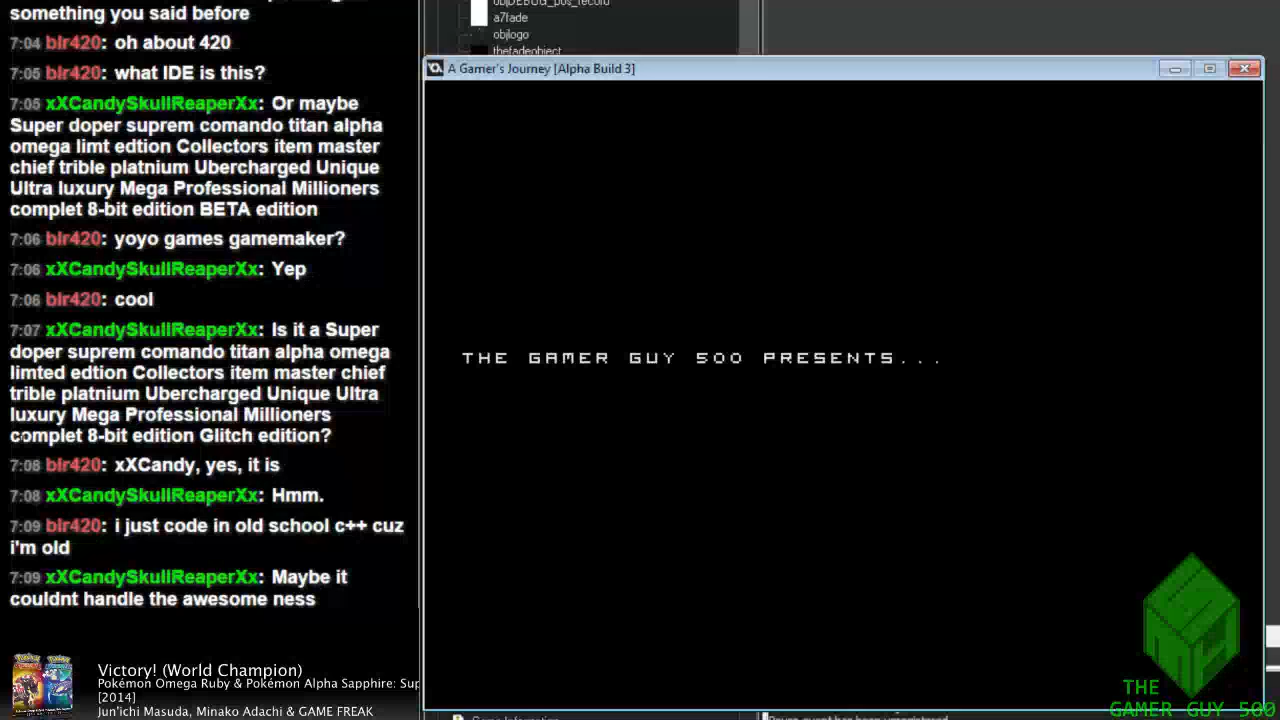 something you said before
7:04 blr420: oh about 420
7:05 blr420: what IDE is this?
7:05 xXCandySkullReaperXx: Or maybe
Super doper suprem comando titan alpha
omega limt edtion Collectors item master
chief trible platnium Ubercharged Unique
Ultra luxury Mega Professional Millioners
complet 8-bit edition BETA edition
7:06 blr420: yoyo games gamemaker?
7:06 xXCandySkullReaperXx: Yep
7:06 blr420: cool
7:07 xXCandySkullReaperXx: Is it a Super
doper suprem comando titan alpha omega
limted edtion Collectors item master chief
trible platnium Ubercharged Unique Ultra
luxury Mega Professional Millioners
complet 8-bit edition Glitch edition?
7:08 blr420: xXCandy, yes, it is
7:08 xXCandySkullReaperXx: Hmm.
7:09 blr420: i just code in old school c++ cuz
i'm old
7:09 xXCandySkullReaperXx: Maybe it
couldnt handle the awesome ness
Victory! (World Champion)
Pokémon Omega Ruby & Pokémon Alpha Sapphire: Sup
[2014]
Jun'ichi Masuda, Minako Adachi & GAME FREAK
objDEBUG_pos_record
a7fade
objlogo
thefadeobject
A Gamer's Journey [Alpha Build 3]
THE GAMER GUY 500 PRESENTS...
THE
GAMER GUY 500